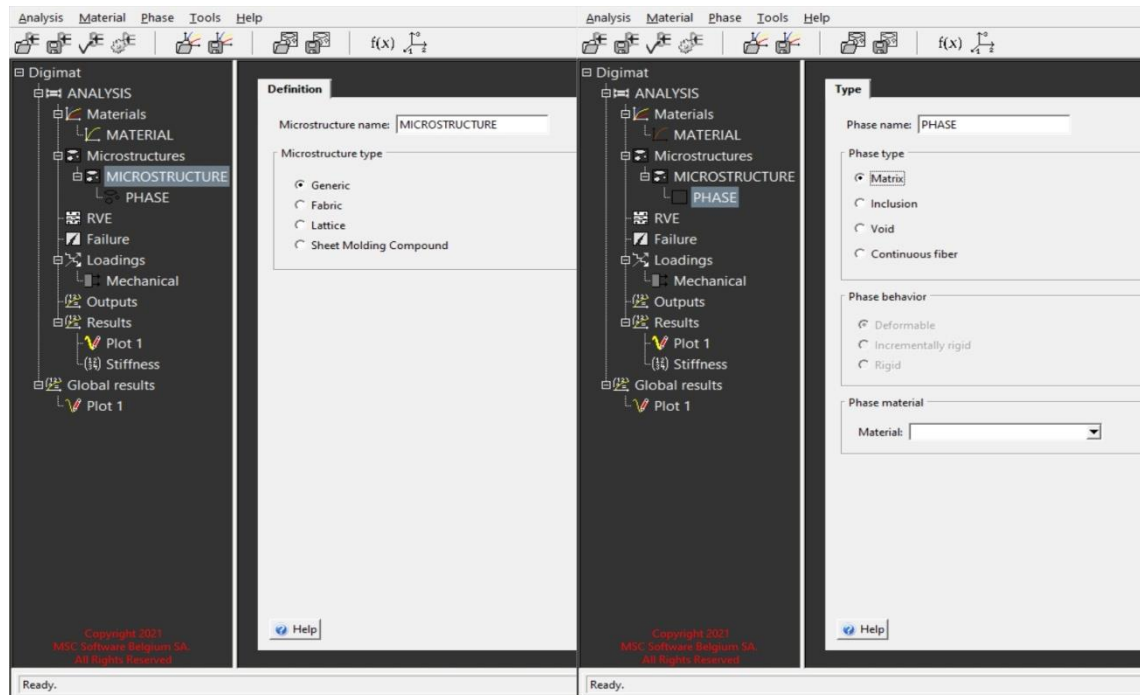 Analysis Material Phase Tools Help
f(x)
Digimat
ANALYSIS
Materials
MATERIAL
Microstructures
MICROSTRUCTURE
PHASE
RVE
Failure
Loadings
Mechanical
Outputs
Results
Plot 1
Stiffness
Global results
Plot 1
Copyright 2021
MSC Software Belgium SA.
All Rights Reserved
Definition
Microstructure name: MICROSTRUCTURE
Microstructure type
Generic
Fabric
Lattice
Sheet Molding Compound
Help
Ready.
Analysis Material Phase Tools Help
f(x)
Digimat
ANALYSIS
Materials
MATERIAL
Microstructures
MICROSTRUCTURE
PHASE
RVE
Failure
Loadings
Mechanical
Outputs
Results
Plot 1
Stiffness
Global results
Plot 1
Copyright 2021
MSC Software Belgium SA.
All Rights Reserved
Type
Phase name: PHASE
Phase type
Matrix
Inclusion
Void
Continuous fiber
Phase behavior
Deformable
Incrementally rigid
Rigid
Phase material
Material:
Help
Ready.